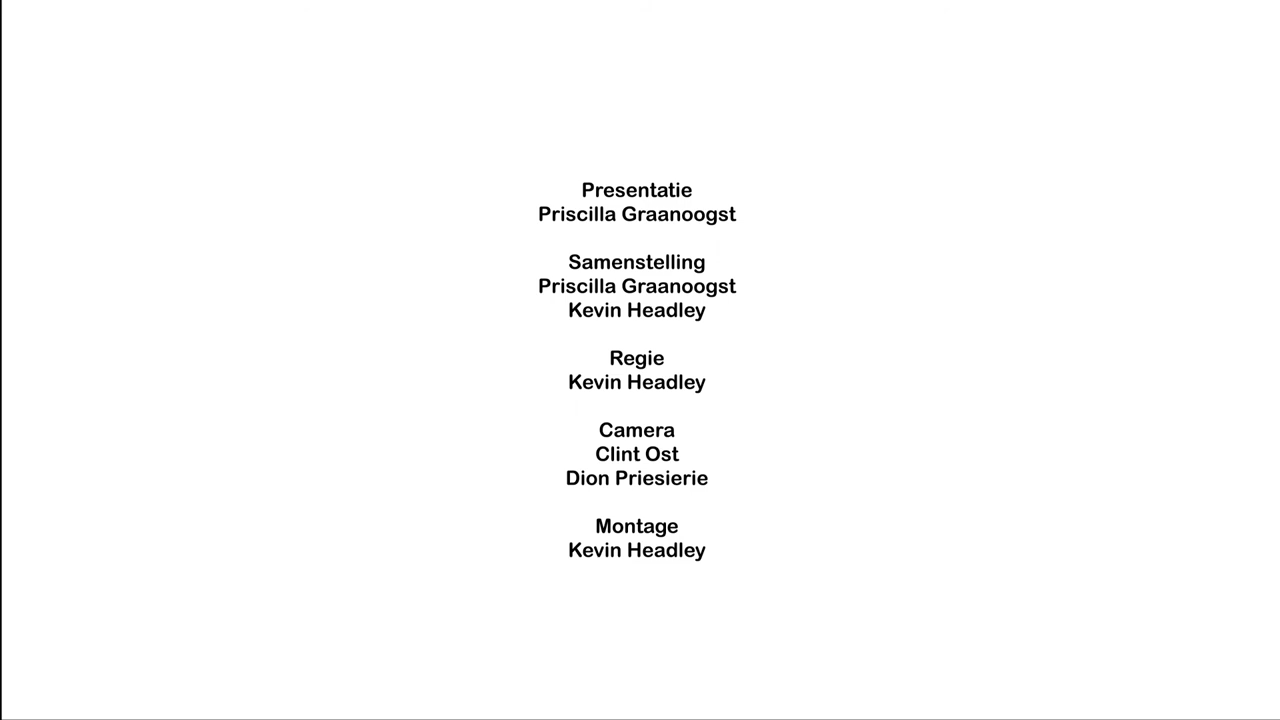 Presentatie
Priscilla Graanoogst
Samenstelling
Priscilla Graanoogst
Kevin Headley
Regie
Kevin Headley
Camera
Clint Ost
Dion Priesierie
Montage
Kevin Headley